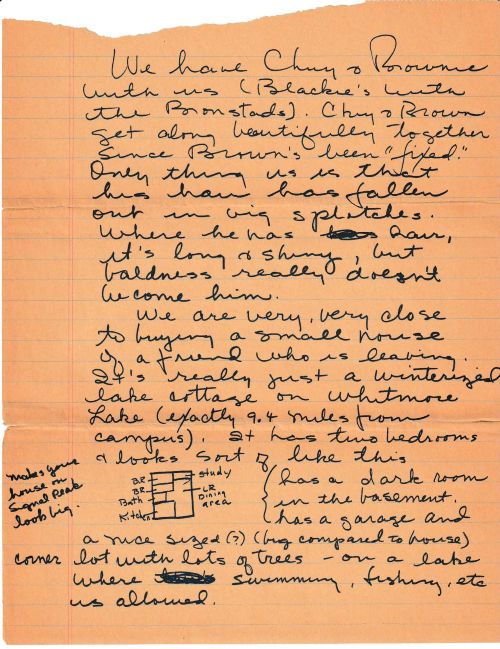 We have Chuy & Brownie
with us (Blackie's with
the Bronstads). Chuy & Brown
get along beautifully together
since Brown's been "fixed."
Only thing us is that
his hair has fallen
out in big splotches.
Where he has hair,
it's long & shiny, but
baldness really doesn't
become him.
We are very, very close
to buying a small house
of a friend who is leaving.
It's really just a winterized
lake cottage on Whitmore
Lake (exactly 9.4 miles from
campus). It has two bedrooms
& looks sort of like this
makes your
house on
Signal Peak
look big.
BR
BR
Bath
Kitchen
study
LR
Dining
area
(has a dark room
in the basement.
has a garage and
a nice sized (?) (big compared to house)
corner lot with lots of trees - on a lake
where swimming, fishing, etc
is allowed.